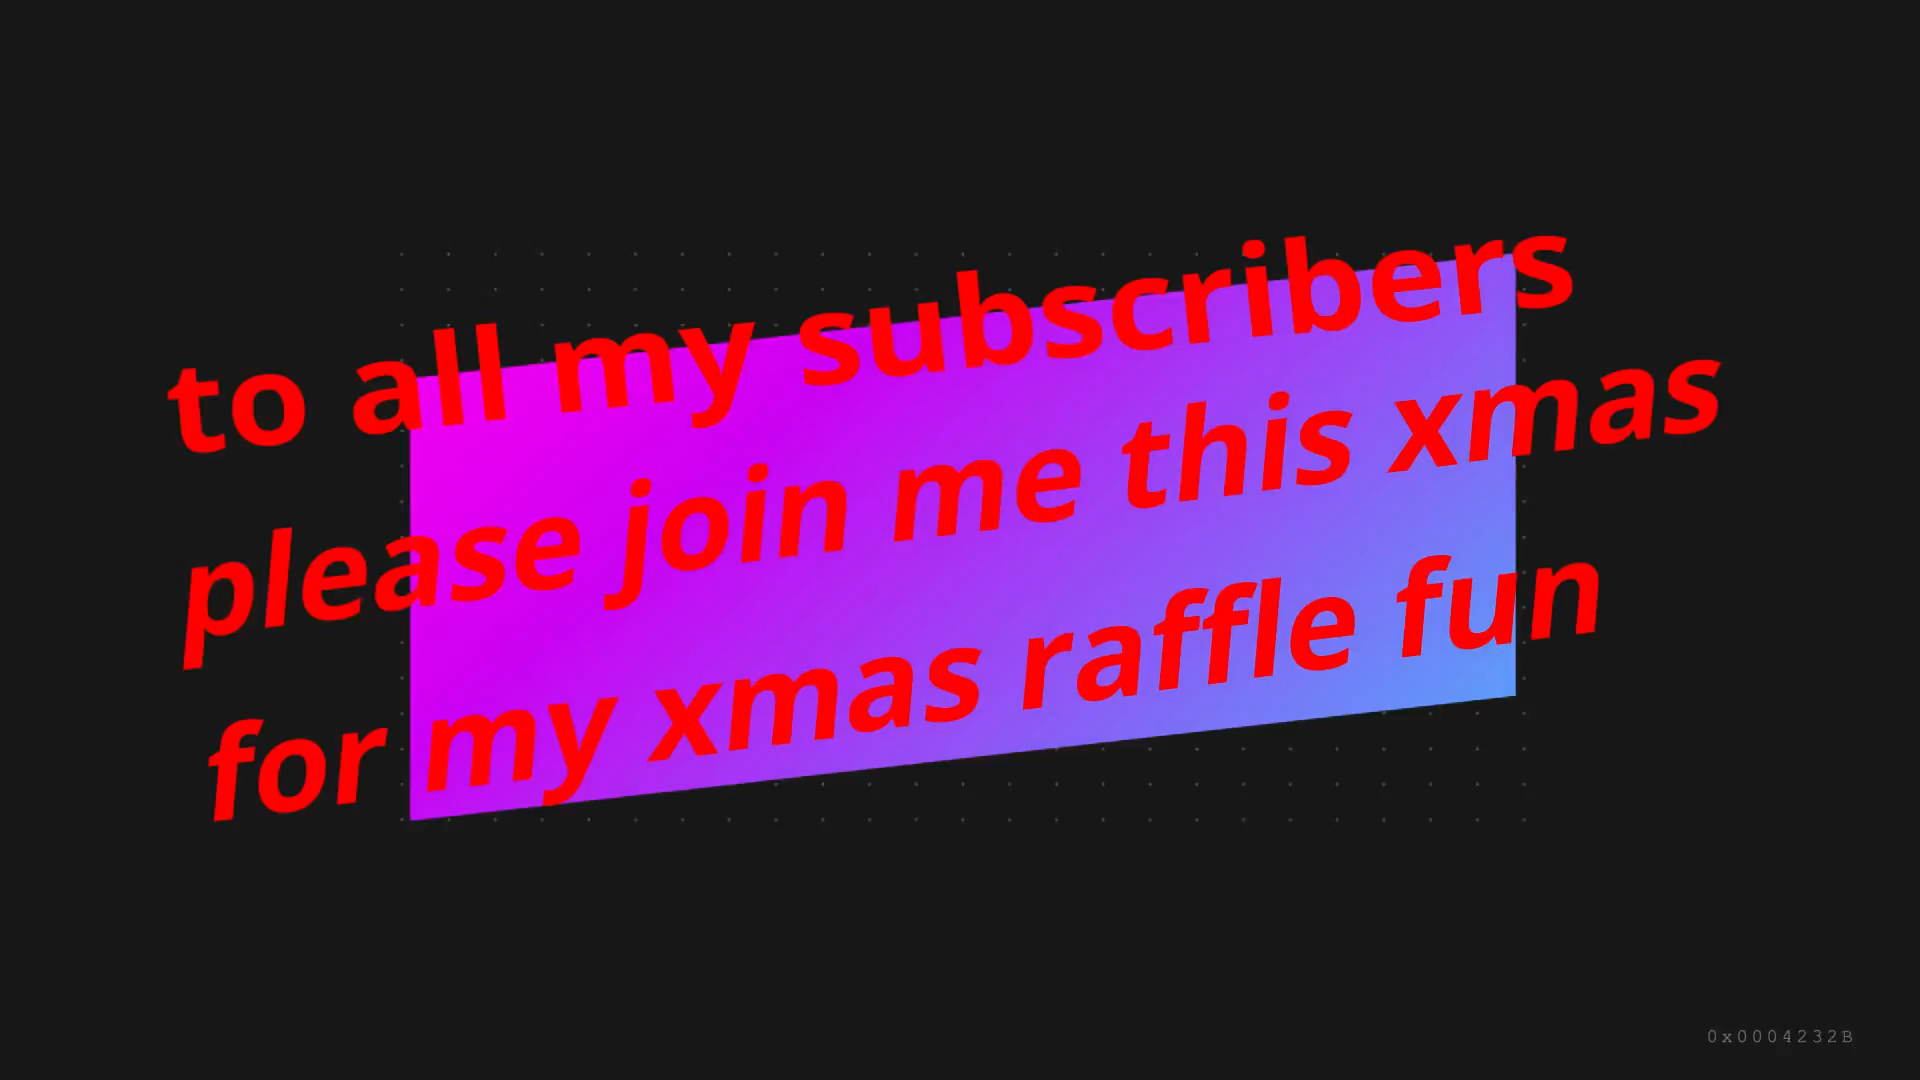 to all my subscribers
please join me this xmas
for my xmas raffle fun
0x0004232B